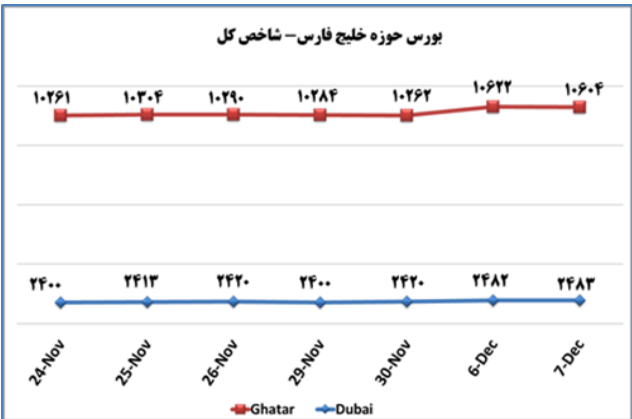 بورس حوزه خلیج فارس– شاخص کل
۱۰۲۶۱ ۱۰۳۰۴ ۱۰۲۹۰ ۱۰۲۸۴ ۱۰۲۶۲ ۱۰۶۲۲ ۱۰۶۰۴
۲۴۰۰ ۲۴۱۳ ۲۴۲۰ ۲۴۰۰ ۲۴۲۰ ۲۴۸۲ ۲۴۸۳
24-Nov 25-Nov 26-Nov 29-Nov 30-Nov 6-Dec 7-Dec
Ghatar Dubai